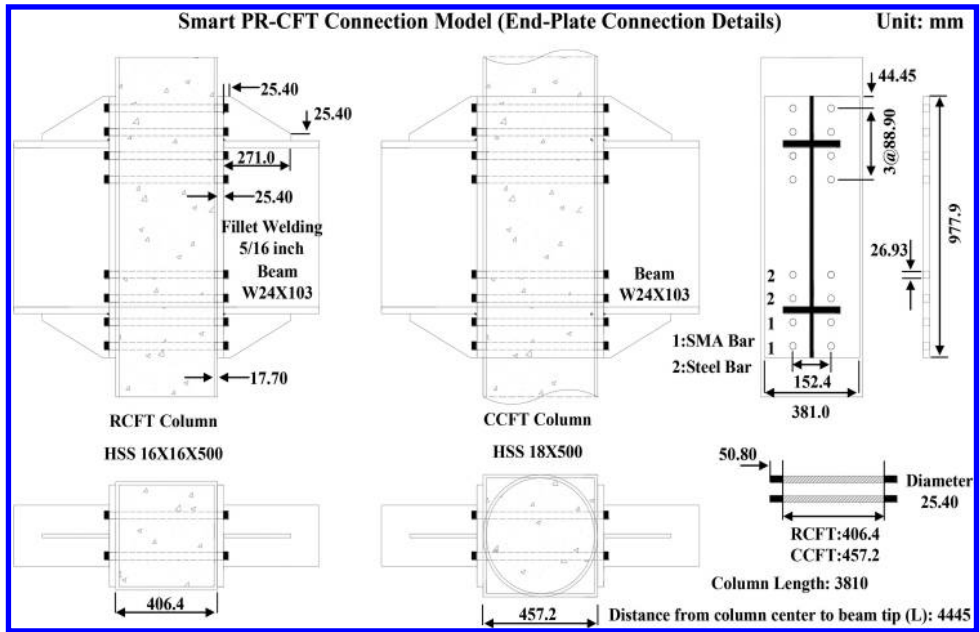 Smart PR-CFT Connection Model (End-Plate Connection Details)
Unit: mm
25.40
25.40
271.0
25.40
Fillet Welding
5/16 inch
Beam
W24X103
17.70
RCFT Column
HSS 16X16X500
406.4
Beam
W24X103
CCFT Column
HSS 18X500
457.2
44.45
3@88.90
977.9
26.93
2
2
1
1
1:SMA Bar
2:Steel Bar
152.4
381.0
50.80
Diameter
25.40
RCFT:406.4
CCFT:457.2
Column Length: 3810
Distance from column center to beam tip (L): 4445